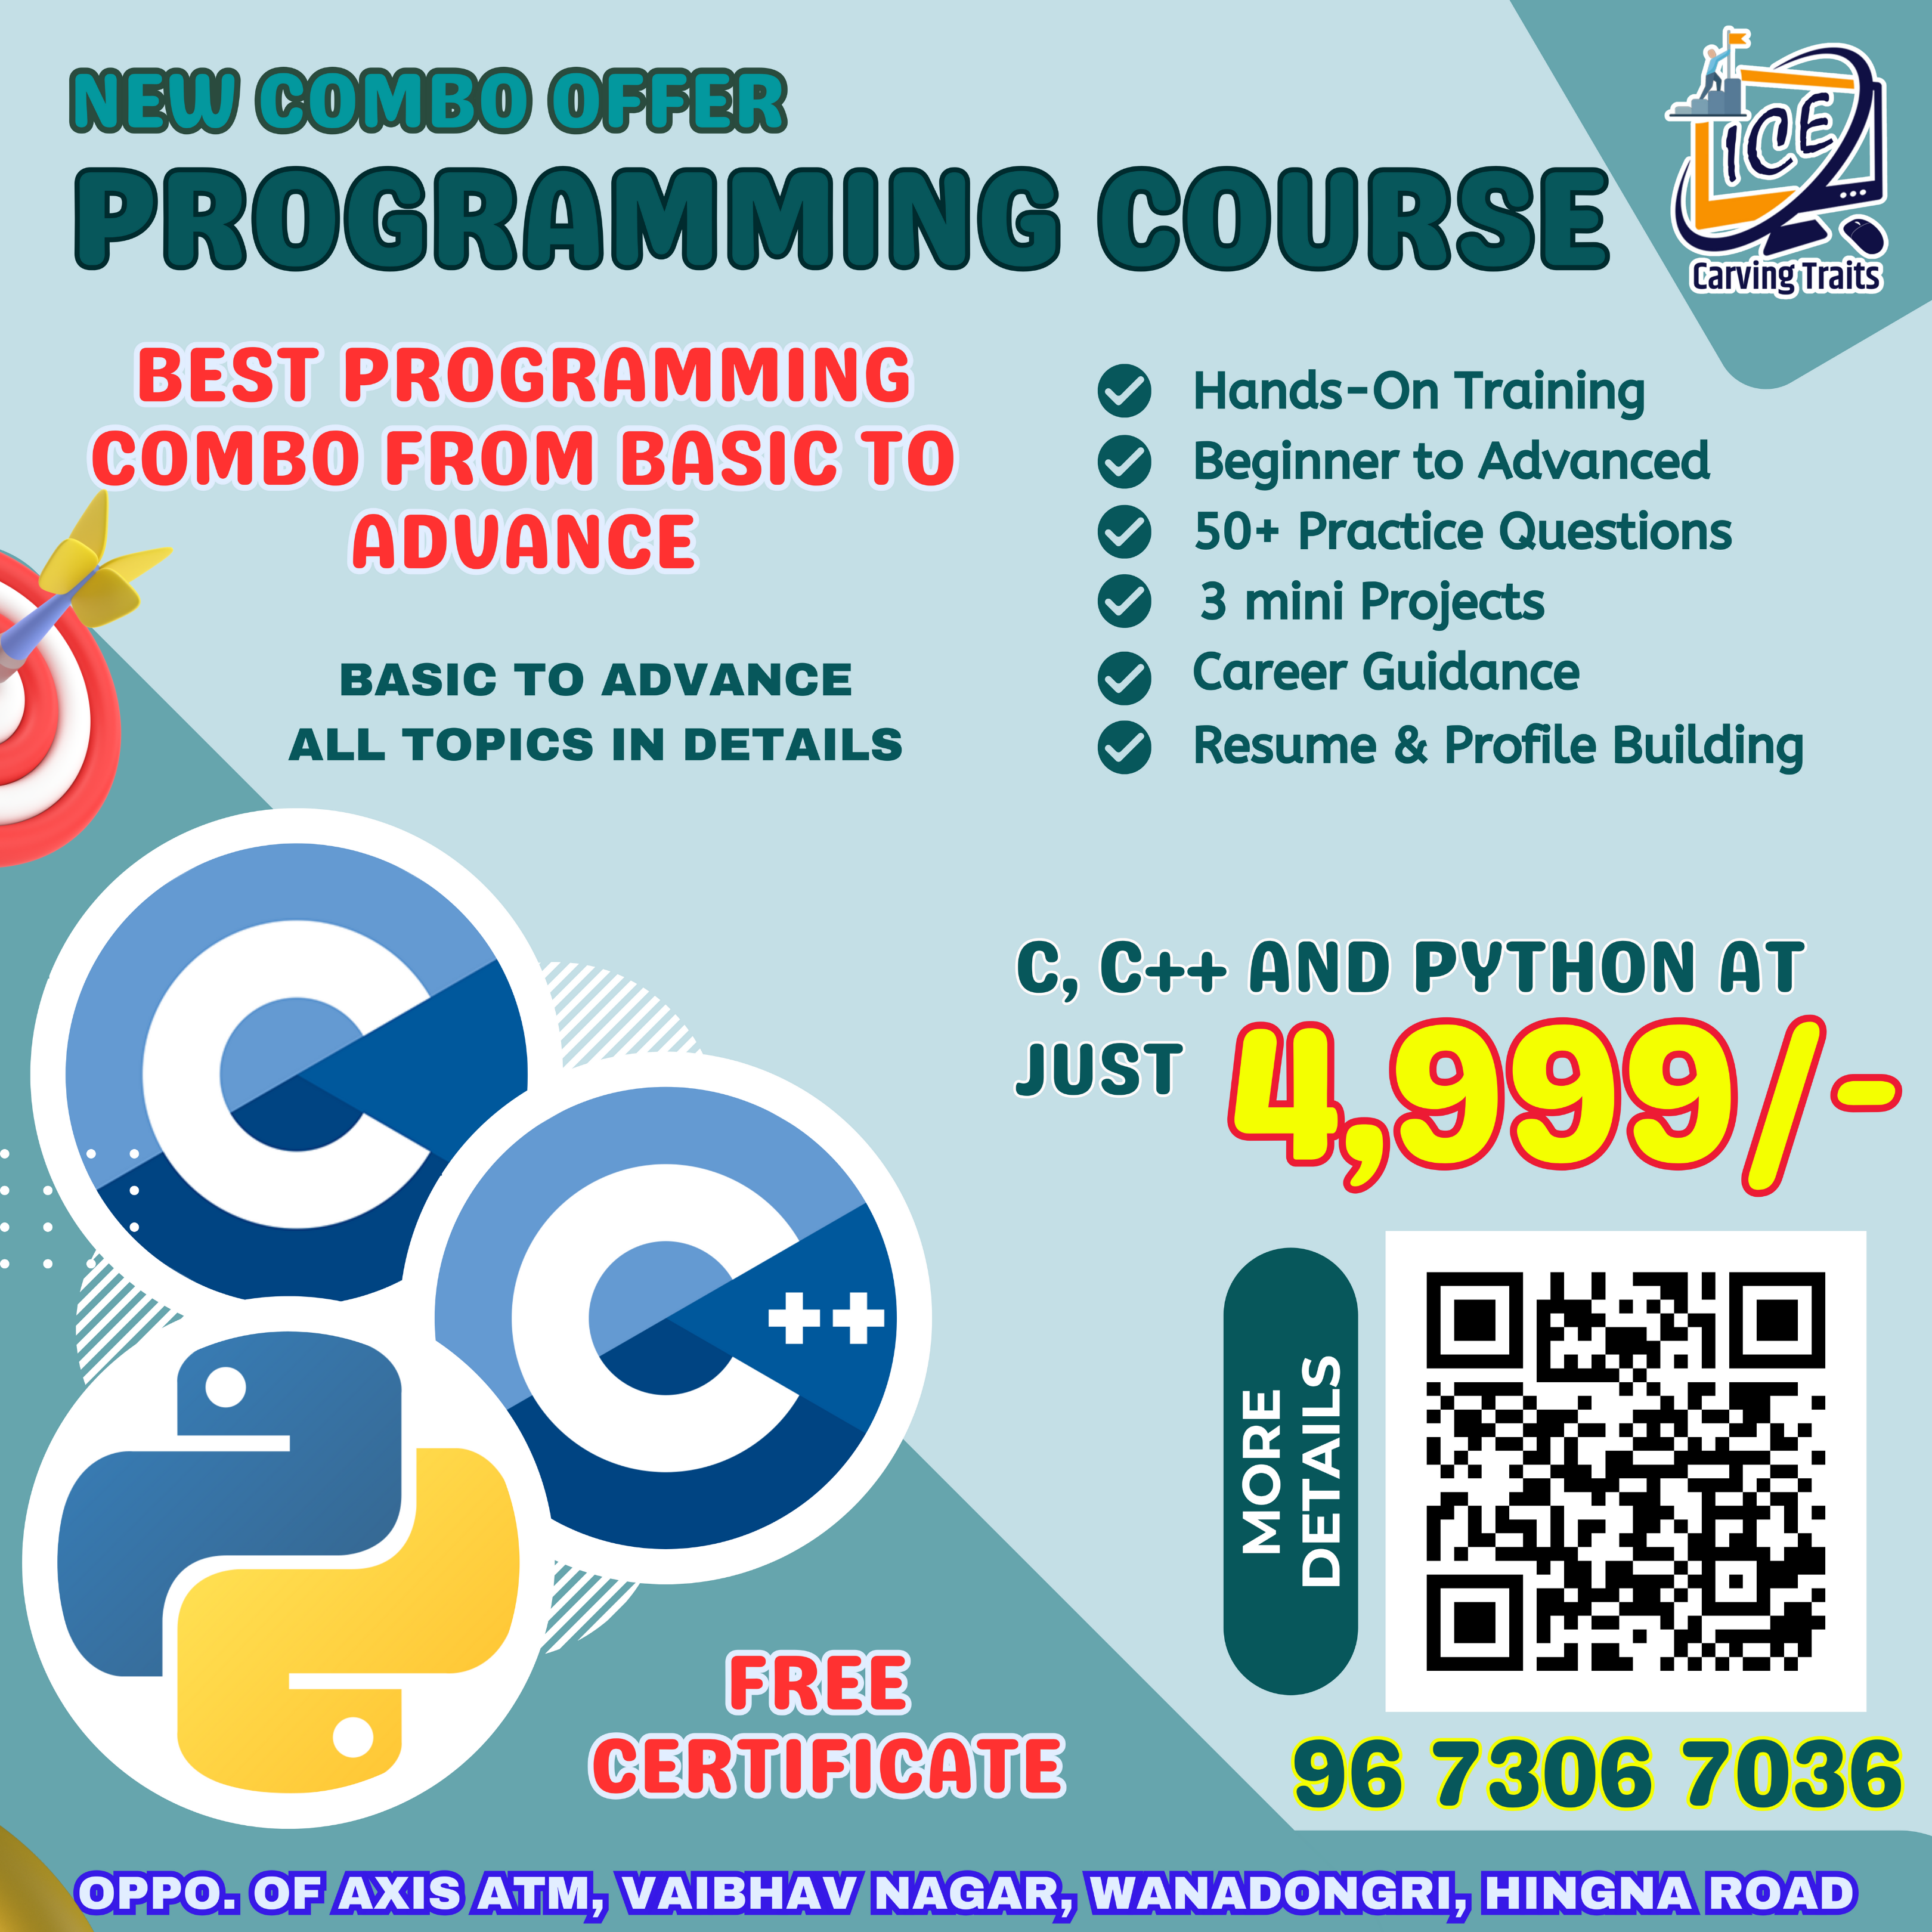 NEW COMBO OFFER
PROGRAMMING COURSE
ICE
Carving Traits
BEST PROGRAMMING
COMBO FROM BASIC TO
ADVANCE
BASIC TO ADVANCE
ALL TOPICS IN DETAILS
Hands-On Training
Beginner to Advanced
50+ Practice Questions
3 mini Projects
Career Guidance
Resume & Profile Building
C
C++
C, C++ AND PYTHON AT
JUST 4,999/-
MORE
DETAILS
FREE
CERTIFICATE
96 7306 7036
OPPO. OF AXIS ATM, VAIBHAV NAGAR, WANADONGRI, HINGNA ROAD